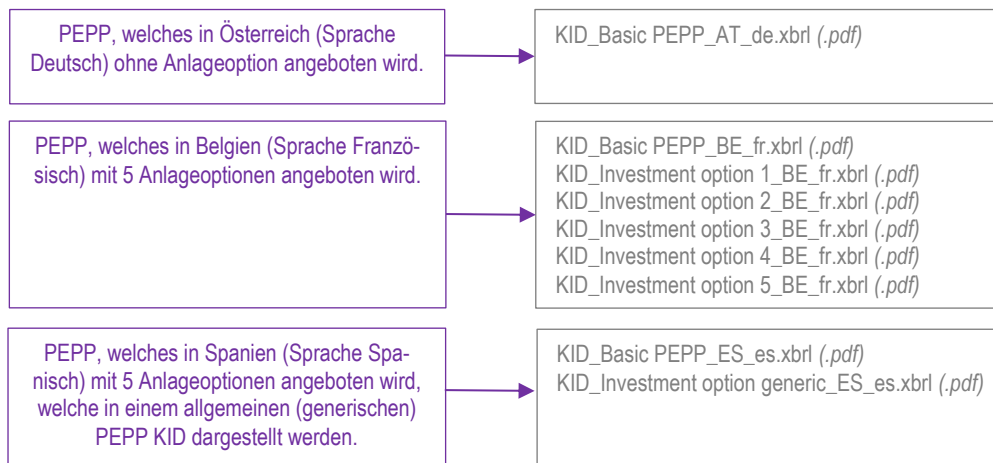 PEPP, welches in Österreich (Sprache
Deutsch) ohne Anlageoption angeboten wird.
KID_Basic PEPP_AT_de.xbrl (.pdf)
PEPP, welches in Belgien (Sprache Franzö-
sisch) mit 5 Anlageoptionen angeboten wird.
KID_Basic PEPP_BE_fr.xbrl (.pdf)
KID_Investment option 1_BE_fr.xbrl (.pdf)
KID_Investment option 2_BE_fr.xbrl (.pdf)
KID_Investment option 3_BE_fr.xbrl (.pdf)
KID_Investment option 4_BE_fr.xbrl (.pdf)
KID_Investment option 5_BE_fr.xbrl (.pdf)
PEPP, welches in Spanien (Sprache Spa-
nisch) mit 5 Anlageoptionen angeboten wird,
welche in einem allgemeinen (generischen)
PEPP KID dargestellt werden.
KID_Basic PEPP_ES_es.xbrl (.pdf)
KID_Investment option generic_ES_es.xbrl (.pdf)